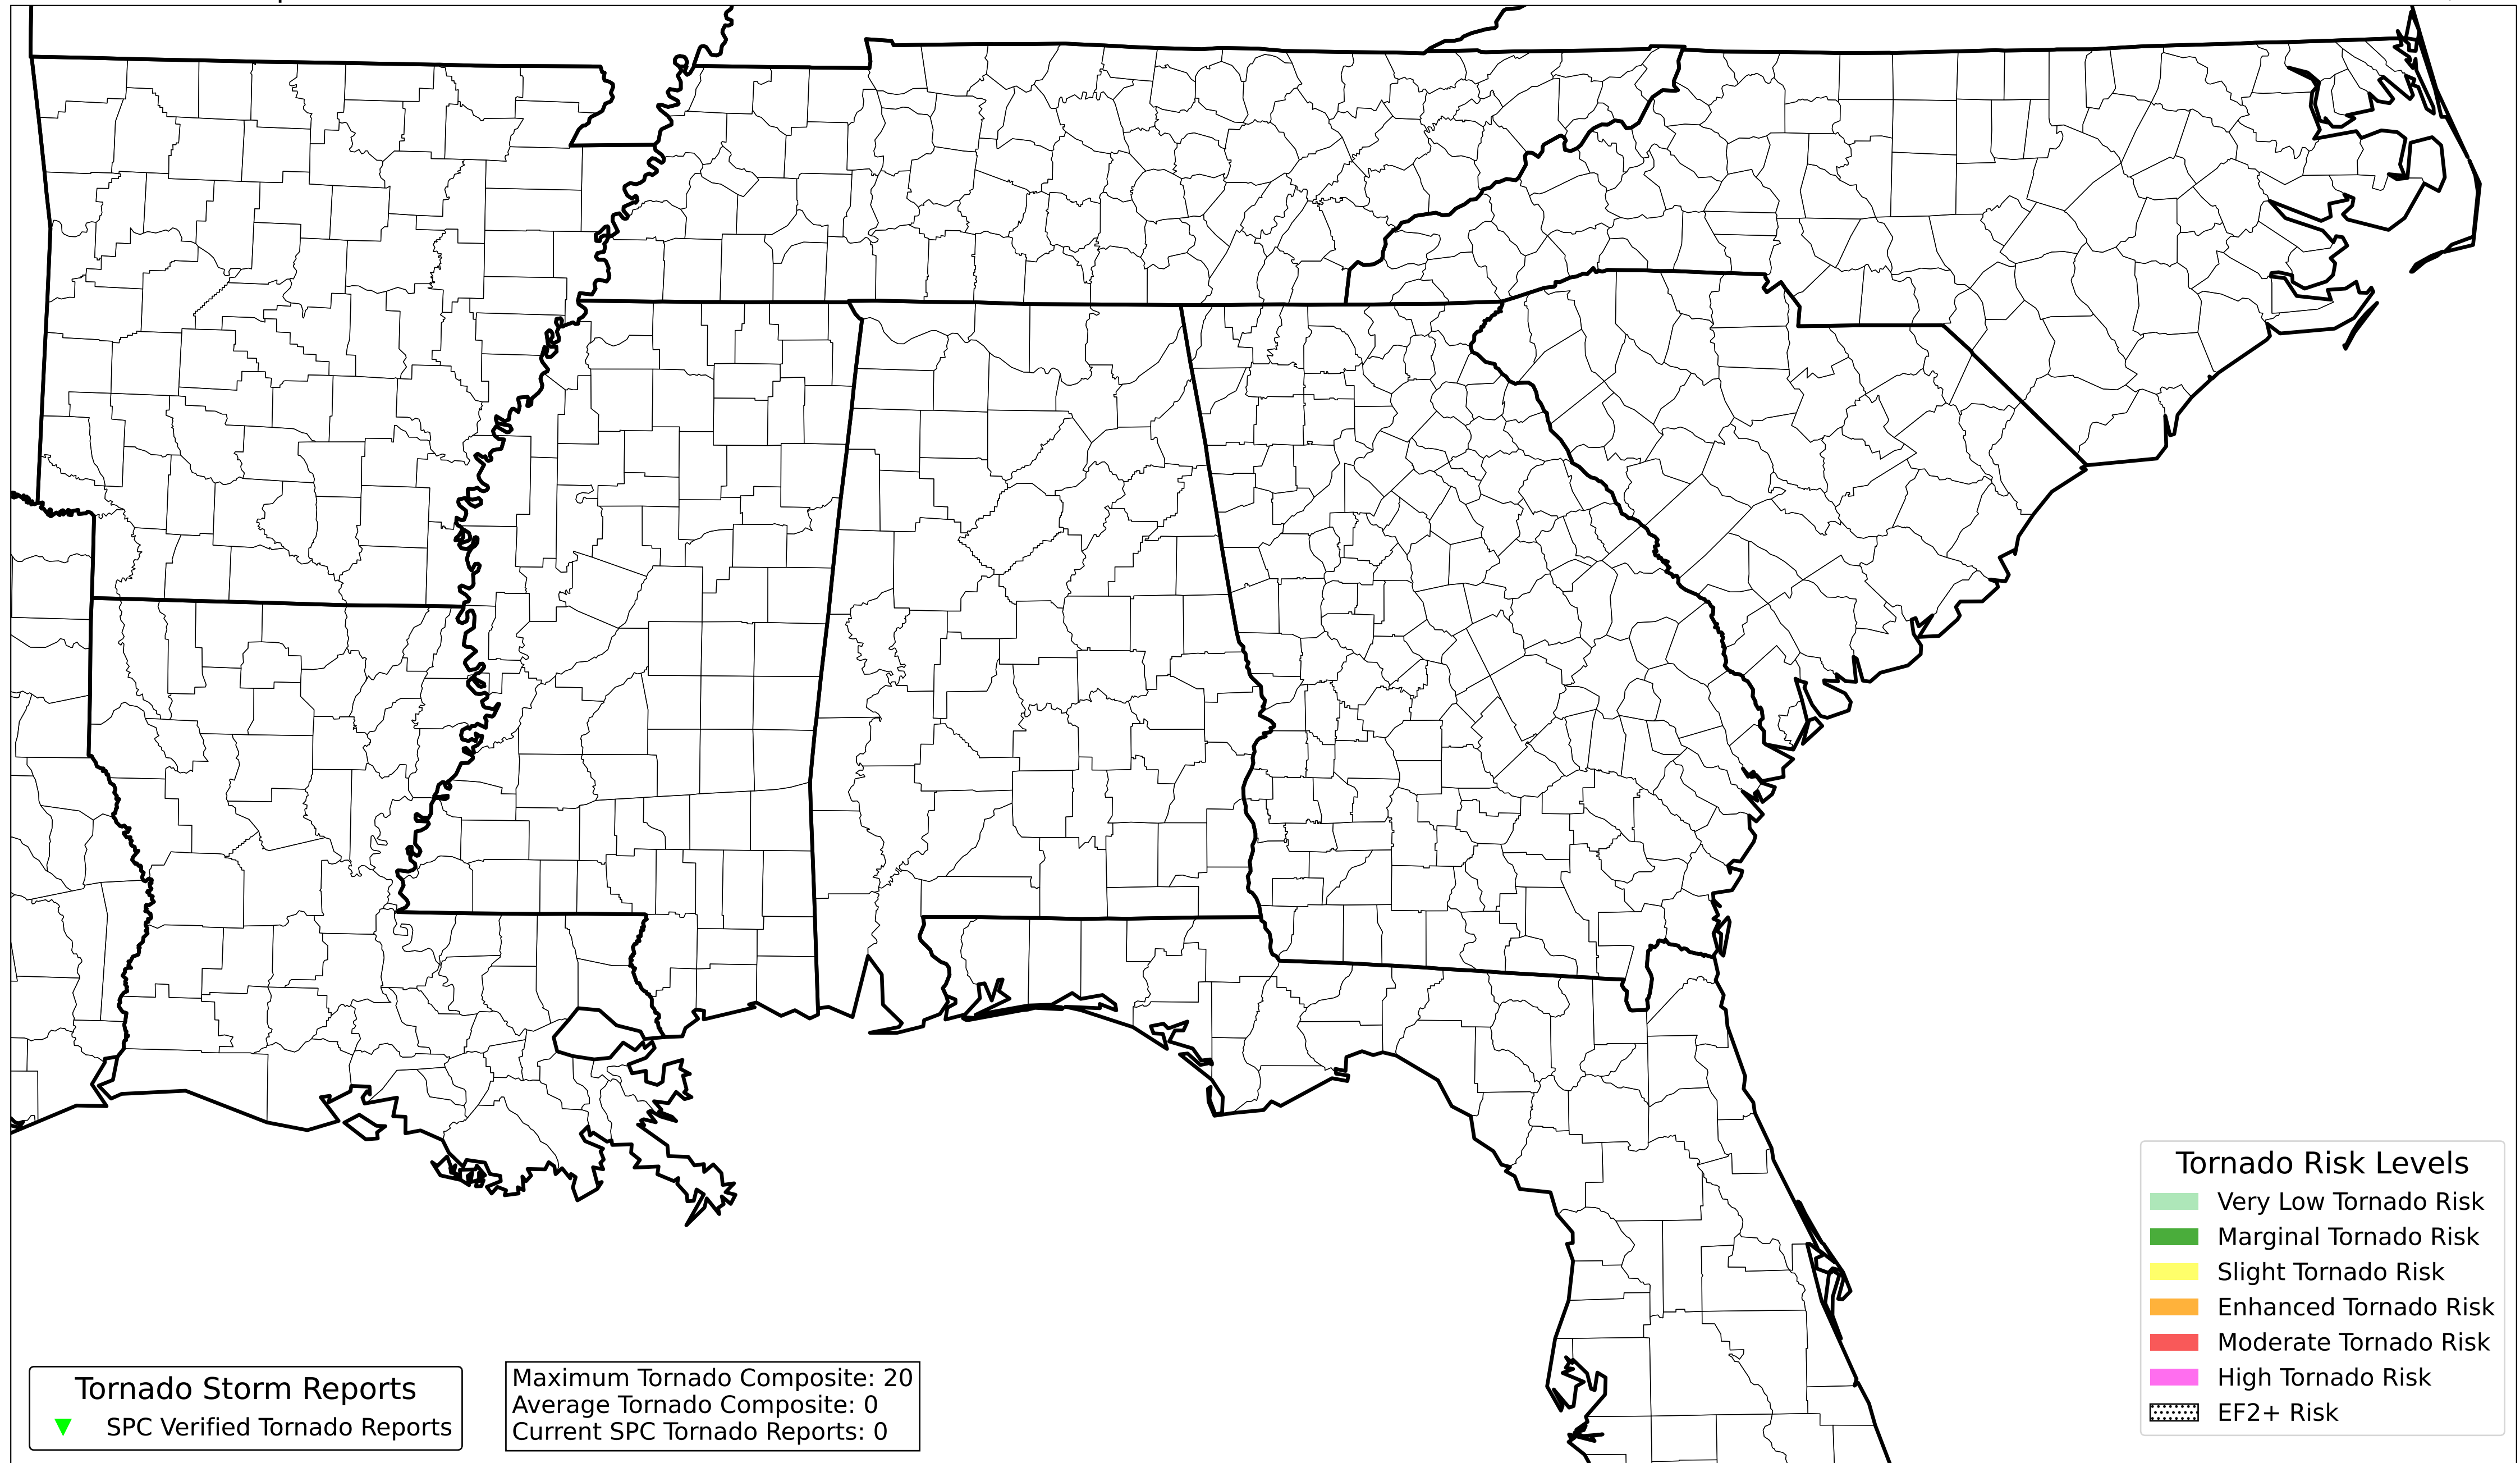 Tornado Risk Levels
Very Low Tornado Risk
Marginal Tornado Risk
Slight Tornado Risk
Enhanced Tornado Risk
Moderate Tornado Risk
High Tornado Risk
EF2+ Risk
Tornado Storm Reports
SPC Verified Tornado Reports
Maximum Tornado Composite: 20
Average Tornado Composite: 0
Current SPC Tornado Reports: 0